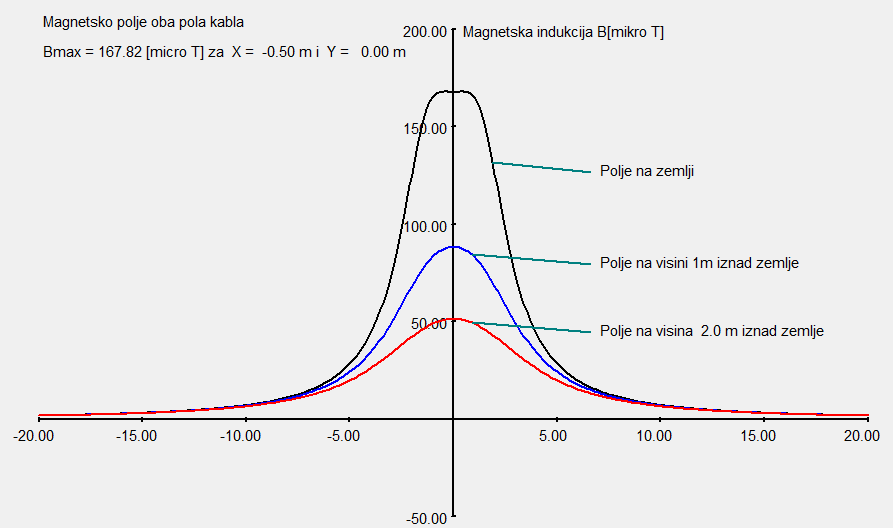 Magnetsko polje oba pola kabla
Bmax = 167.82 [micro T] za X = -0.50 m i Y = 0.00 m
200.00
Magnetska indukcija B[mikro T]
150.00
Polje na zemlji
100.00
Polje na visini 1m iznad zemlje
50.00
Polje na visina 2.0 m iznad zemlje
-20.00 -15.00 -10.00 -5.00 5.00 10.00 15.00 20.00
-50.00